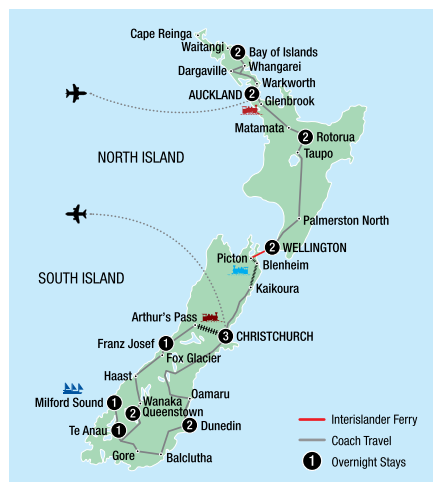 Cape Reinga
Waitangi
2 Bay of Islands
Whangarei
Dargaville
Warkworth
AUCKLAND 2
Glenbrook
Matamata
2 Rotorua
Taupo
NORTH ISLAND
Palmerston North
2 WELLINGTON
Picton
Blenheim
SOUTH ISLAND
Kaikoura
Arthur's Pass
3 CHRISTCHURCH
Franz Josef 1
Fox Glacier
Haast
Oamaru
Milford Sound 1
Wanaka
2 Queenstown
Te Anau 1
2 Dunedin
Gore
Balclutha
Interislander Ferry
Coach Travel
1 Overnight Stays